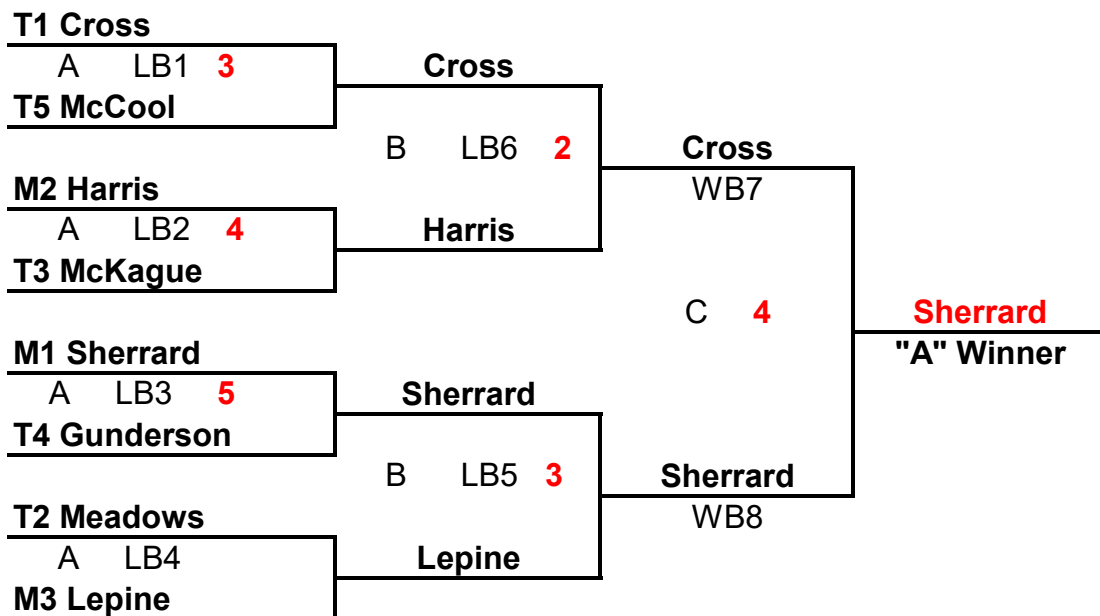 T1 Cross
A LB1 3 Cross
T5 McCool
B LB6 2 Cross
M2 Harris WB7
A LB2 4 Harris
T3 McKague
C 4 Sherrard
M1 Sherrard "A" Winner
A LB3 5 Sherrard
T4 Gunderson
B LB5 3 Sherrard
T2 Meadows WB8
A LB4 Lepine
M3 Lepine